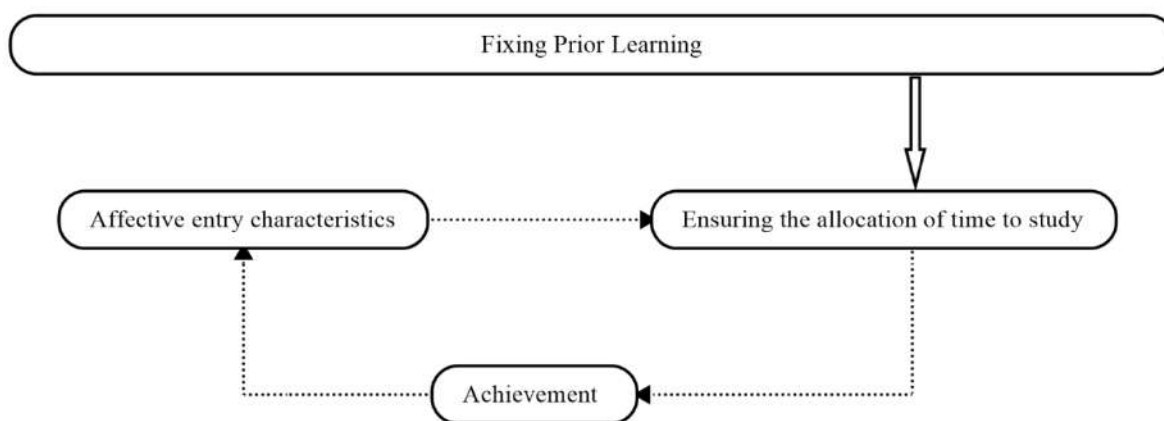 Fixing Prior Learning
Affective entry characteristics
Ensuring the allocation of time to study
Achievement